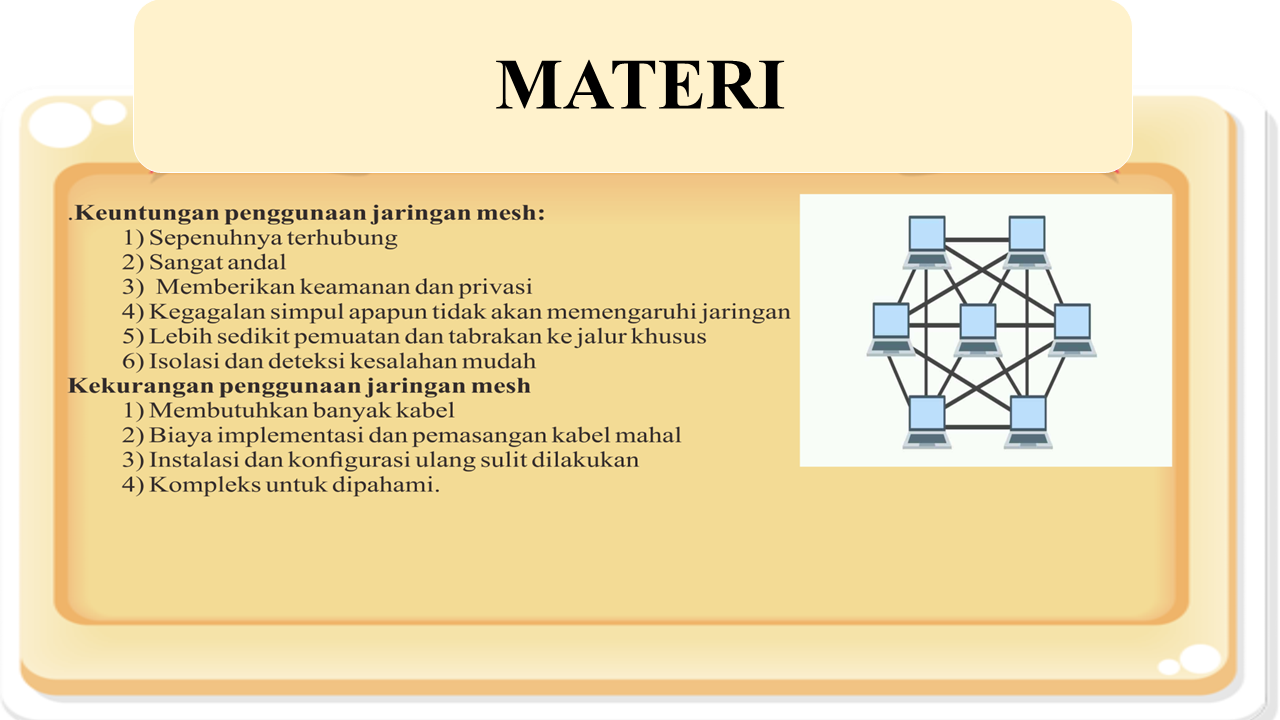 MATERI
.Keuntungan penggunaan jaringan mesh:
1) Sepenuhnya terhubung
2) Sangat andal
3) Memberikan keamanan dan privasi
4) Kegagalan simpul apapun tidak akan memengaruhi jaringan
5) Lebih sedikit pemuatan dan tabrakan ke jalur khusus
6) Isolasi dan deteksi kesalahan mudah
Kekurangan penggunaan jaringan mesh
1) Membutuhkan banyak kabel
2) Biaya implementasi dan pemasangan kabel mahal
3) Instalasi dan konfigurasi ulang sulit dilakukan
4) Kompleks untuk dipahami.